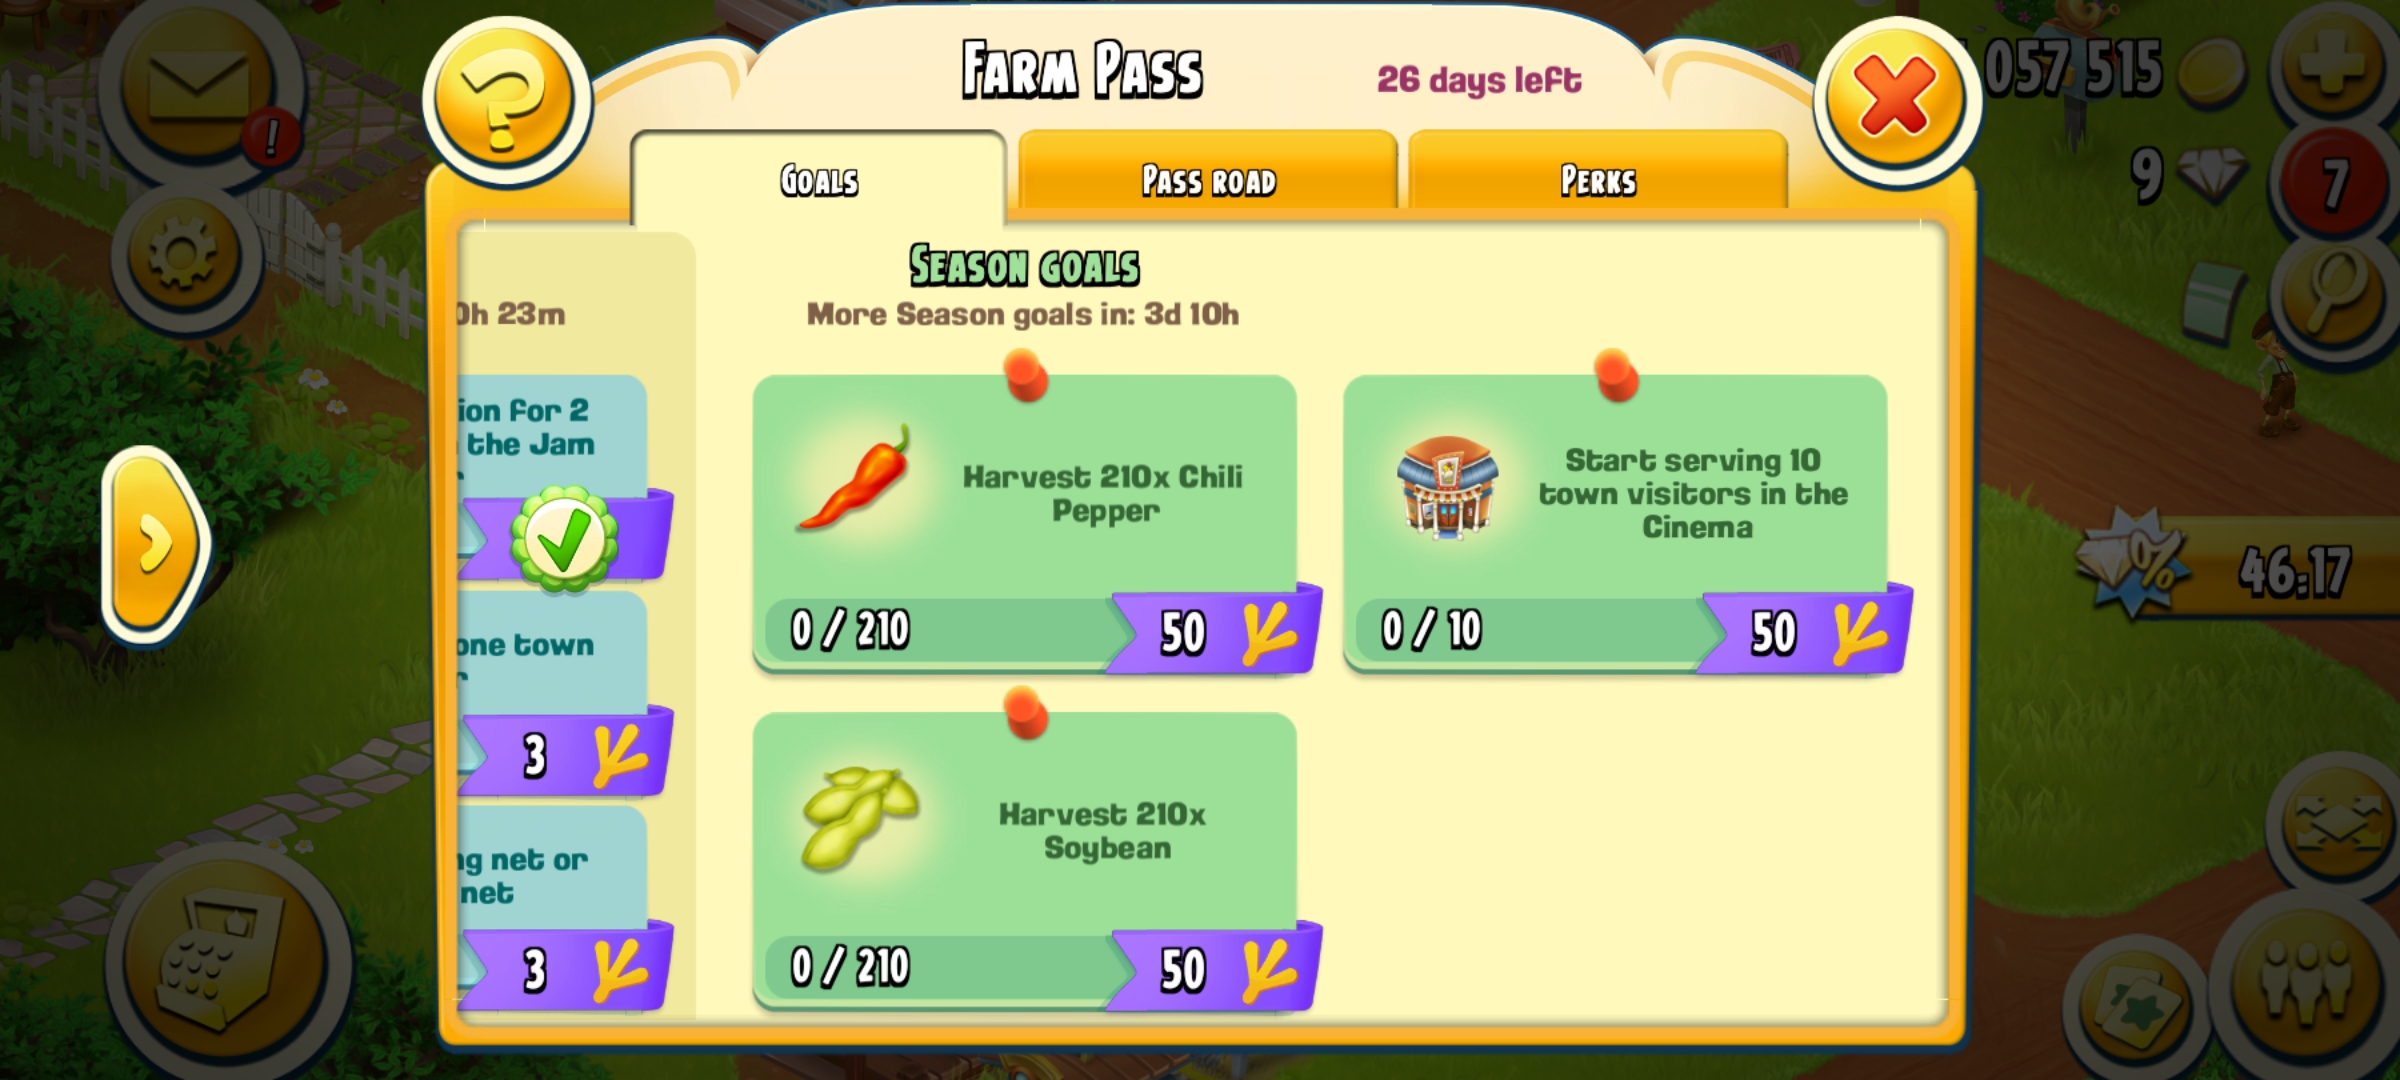 FARM PASS
26 days left
057 515
9
7
GOALS
PASS ROAD
PERKS
SEASON GOALS
More Season goals in: 3d 10h
0h 23m
ion for 2
the Jam
one town
3
ng net or
net
3
Harvest 210x Chili
Pepper
0 / 210
50
Start serving 10
town visitors in the
Cinema
0 / 10
50
Harvest 210x
Soybean
0 / 210
50
%
46:17